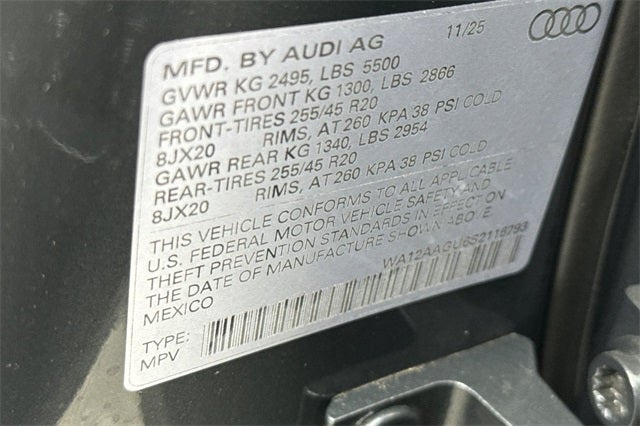 MFD. BY AUDI AG 11/25
GVWR KG 2495, LBS 5500
GAWR FRONT KG 1300, LBS 2866
FRONT-TIRES 255/45 R20
8JX20 RIMS, AT 260 KPA 38 PSI COLD
GAWR REAR KG 1340, LBS 2954
REAR-TIRES 255/45 R20
8JX20 RIMS, AT 260 KPA 38 PSI COLD
THIS VEHICLE CONFORMS TO ALL APPLICABLE
U.S. FEDERAL MOTOR VEHICLE SAFETY AND
THEFT PREVENTION STANDARDS IN EFFECT ON
THE DATE OF MANUFACTURE SHOWN ABOVE.
MEXICO WA12AAGU6S2118793
TYPE:
MPV